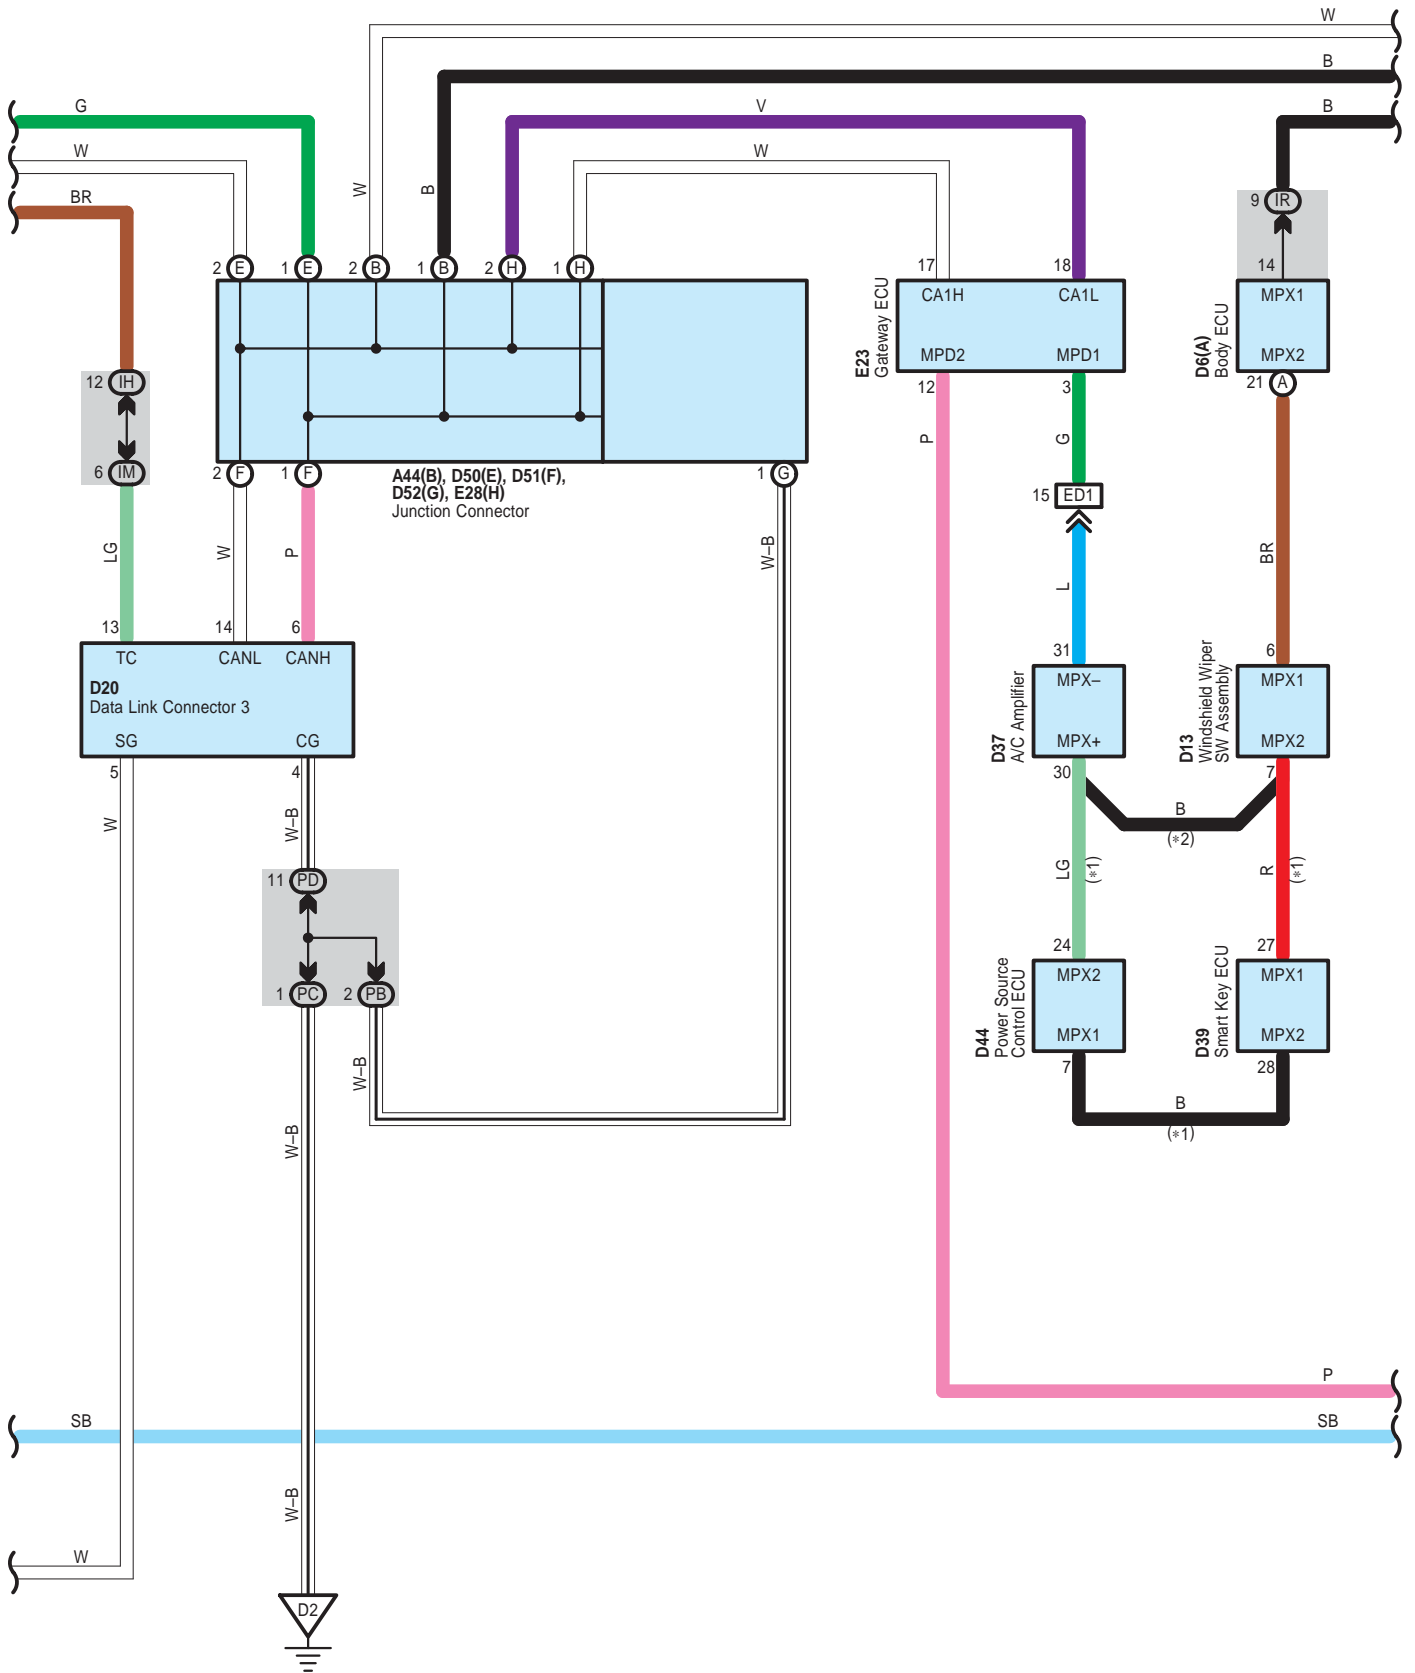 W
B
G
V
B
W
W
BR
W
B
9 IR
2 E
1 E
2 B
1 B
2 H
1 H
17
18
14
CA1H
CA1L
MPX1
MPD2
MPD1
MPX2
E23
Gateway ECU
D6(A)
Body ECU
12 IH
12
3
21 A
P
G
6 IM
2 F
1 F
1 G
A44(B), D50(E), D51(F),
D52(G), E28(H)
Junction Connector
15 ED1
LG
W
P
W–B
L
BR
13
14
6
31
6
TC
CANL
CANH
D20
Data Link Connector 3
SG
CG
MPX–
MPX+
D37
A/C Amplifier
MPX1
MPX2
D13
Windshield Wiper
SW Assembly
5
4
30
7
W
W–B
B
(*2)
LG
(*1)
R
(*1)
11 PD
1 PC
2 PB
24
27
MPX2
MPX1
D44
Power Source
Control ECU
MPX1
MPX2
D39
Smart Key ECU
7
28
W–B
W–B
B
(*1)
P
SB
SB
W–B
W
D2